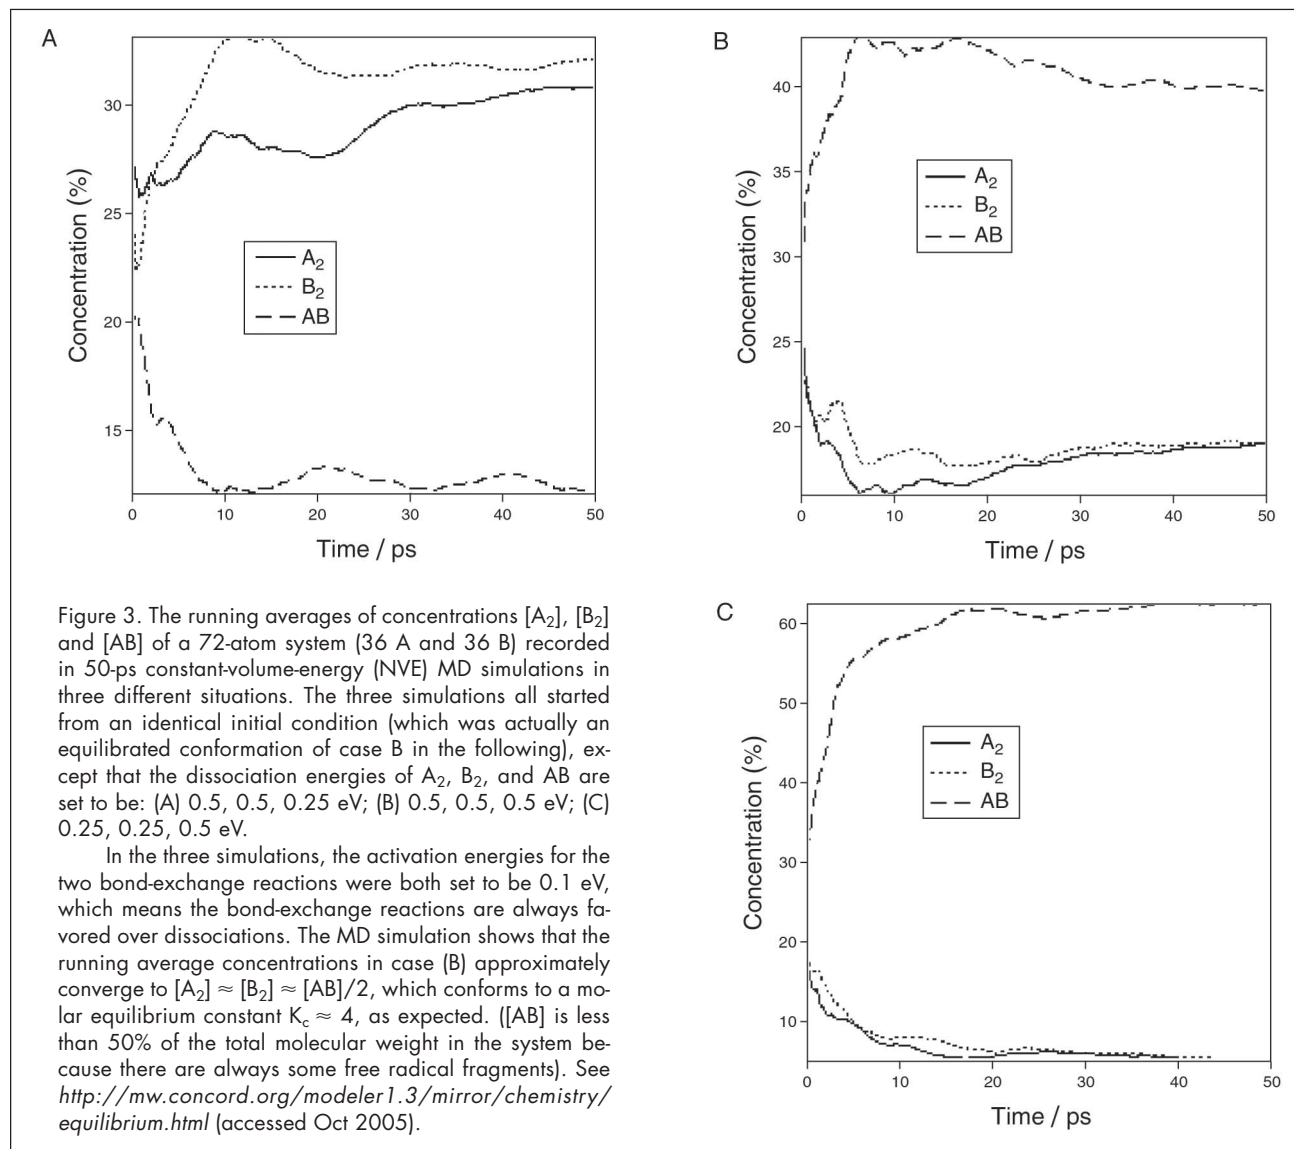 A
30
25
20
15
Concentration (%)
A2
B2
AB
0
10
20
30
40
50
Time / ps
B
40
35
30
25
20
Concentration (%)
A2
B2
AB
0
10
20
30
40
50
Time / ps
Figure 3. The running averages of concentrations [A2], [B2]
and [AB] of a 72-atom system (36 A and 36 B) recorded
in 50-ps constant-volume-energy (NVE) MD simulations in
three different situations. The three simulations all started
from an identical initial condition (which was actually an
equilibrated conformation of case B in the following), ex-
cept that the dissociation energies of A2, B2, and AB are
set to be: (A) 0.5, 0.5, 0.25 eV; (B) 0.5, 0.5, 0.5 eV; (C)
0.25, 0.25, 0.5 eV.
In the three simulations, the activation energies for the
two bond-exchange reactions were both set to be 0.1 eV,
which means the bond-exchange reactions are always fa-
vored over dissociations. The MD simulation shows that the
running average concentrations in case (B) approximately
converge to [A2] ≈ [B2] ≈ [AB]/2, which conforms to a mo-
lar equilibrium constant Kc ≈ 4, as expected. ([AB] is less
than 50% of the total molecular weight in the system be-
cause there are always some free radical fragments). See
http://mw.concord.org/modeler1.3/mirror/chemistry/
equilibrium.html (accessed Oct 2005).
C
60
50
40
30
20
10
Concentration (%)
A2
B2
AB
0
10
20
30
40
50
Time / ps